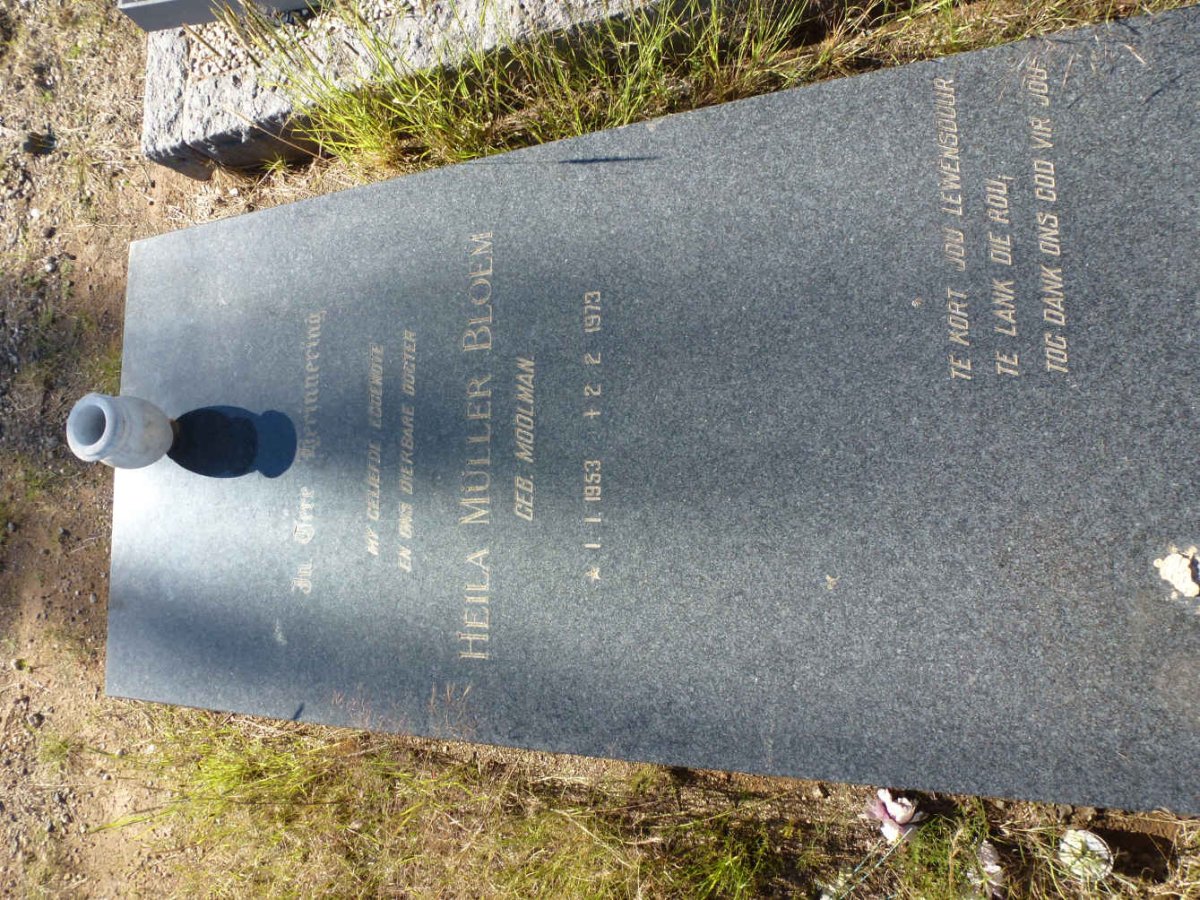 In Tere Herinnering
MY GELIEFDE EGGENOTE
EN ONS DIERBARE DOGTER
HEILA MÜLLER BLOEM
GEB. MOOLMAN.
★ 1.1.1953 + 2.2.1973
TE KORT JOU LEWENSDUUR
TE LANK DIE ROU;
TOG DANK ONS GOD VIR JOU